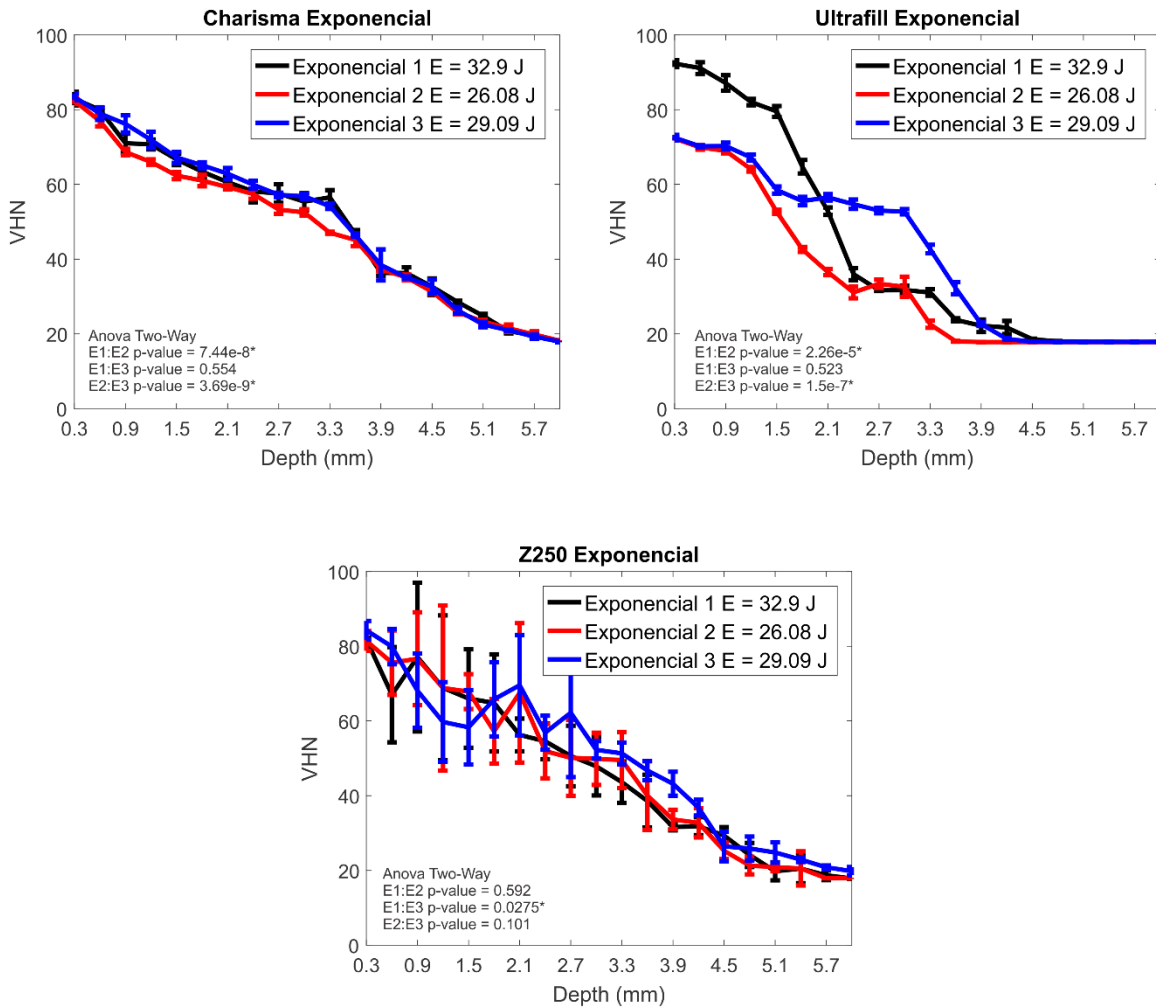 Charisma Exponencial
100
80
60
40
20
0
VHN
Exponencial 1 E = 32.9 J
Exponencial 2 E = 26.08 J
Exponencial 3 E = 29.09 J
Anova Two-Way
E1:E2 p-value = 7.44e-8*
E1:E3 p-value = 0.554
E2:E3 p-value = 3.69e-9*
0.3 0.9 1.5 2.1 2.7 3.3 3.9 4.5 5.1 5.7
Depth (mm)
Ultrafill Exponencial
100
80
60
40
20
0
VHN
Exponencial 1 E = 32.9 J
Exponencial 2 E = 26.08 J
Exponencial 3 E = 29.09 J
Anova Two-Way
E1:E2 p-value = 2.26e-5*
E1:E3 p-value = 0.523
E2:E3 p-value = 1.5e-7*
0.3 0.9 1.5 2.1 2.7 3.3 3.9 4.5 5.1 5.7
Depth (mm)
Z250 Exponencial
100
80
60
40
20
0
VHN
Exponencial 1 E = 32.9 J
Exponencial 2 E = 26.08 J
Exponencial 3 E = 29.09 J
Anova Two-Way
E1:E2 p-value = 0.592
E1:E3 p-value = 0.0275*
E2:E3 p-value = 0.101
0.3 0.9 1.5 2.1 2.7 3.3 3.9 4.5 5.1 5.7
Depth (mm)